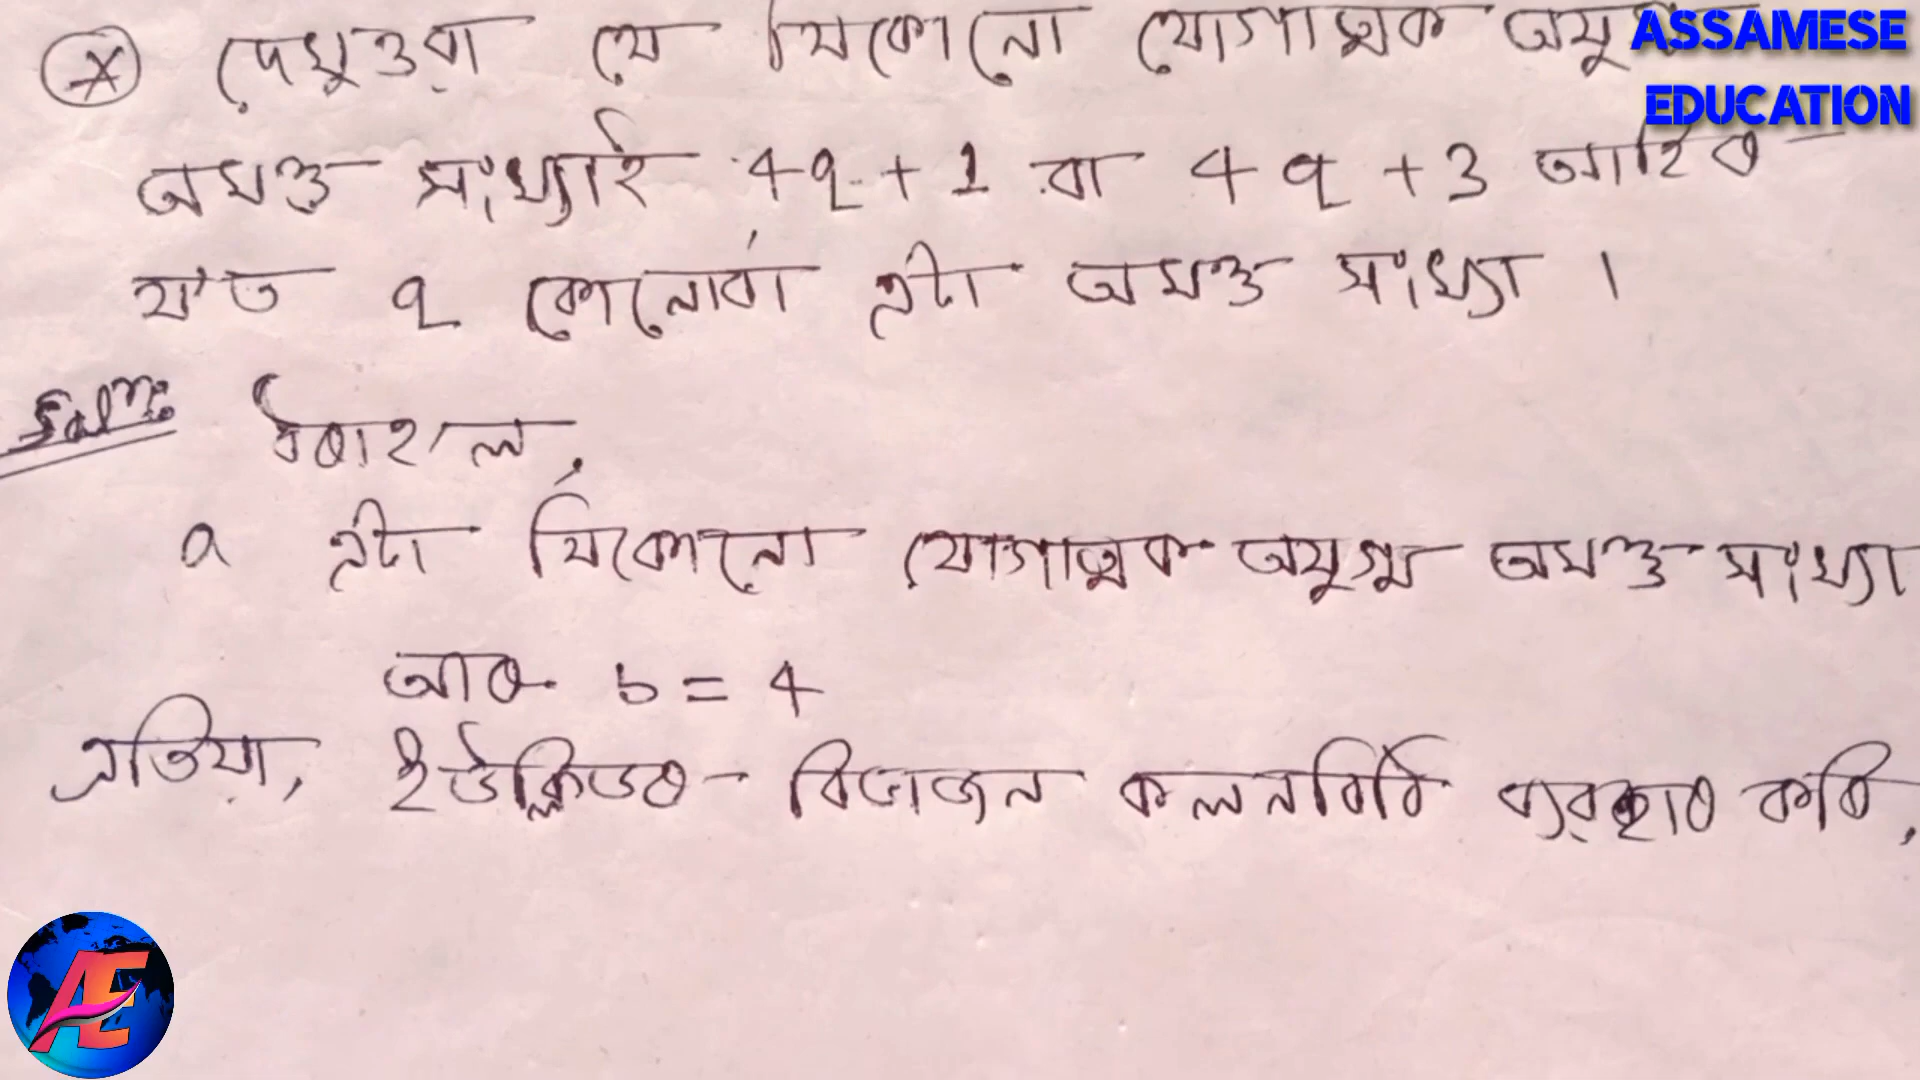 দেখুওৱা যে যিকোনো যোগাত্মক
ASSAMESE
EDUCATION
অখণ্ড সংখ্যাই 4q + 1 বা 4q + 3 আৰ্হিৰ
য'ত q কোনোবা এটা অখণ্ড সংখ্যা ।
Soln:
ধৰাহ'ল,
a এটা যিকোনো যোগাত্মক অযুগ্ম অখণ্ড সংখ্যা
আৰু b = 4
এতিয়া, ইউক্লিডৰ বিভাজন কলনবিধি ব্যৱহাৰ কৰি,
AE